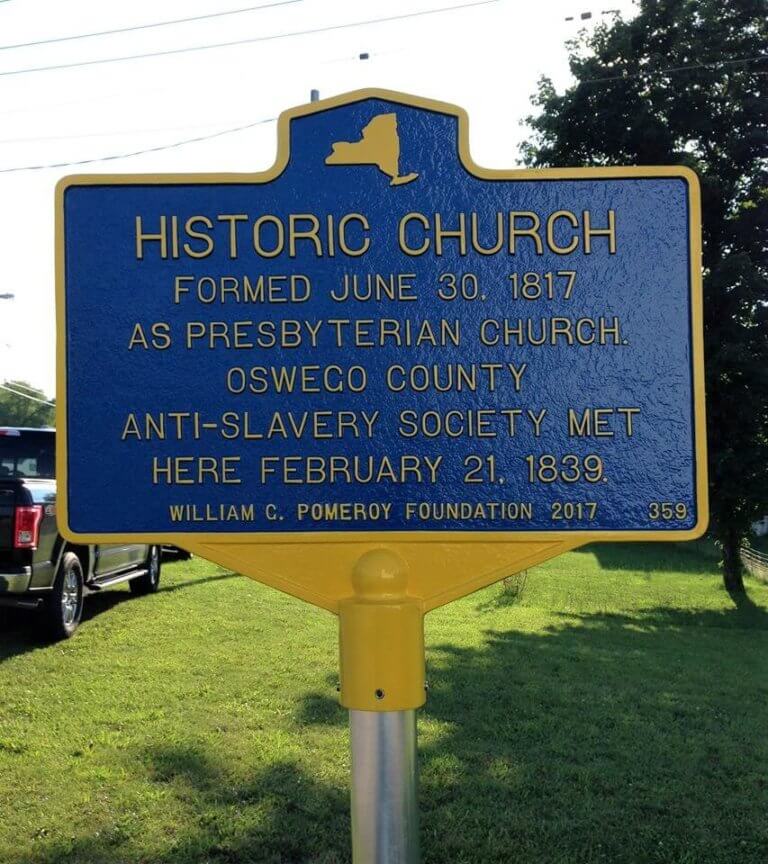 HISTORIC CHURCH
FORMED JUNE 30, 1817
AS PRESBYTERIAN CHURCH.
OSWEGO COUNTY
ANTI-SLAVERY SOCIETY MET
HERE FEBRUARY 21, 1839.
WILLIAM G. POMEROY FOUNDATION 2017 359